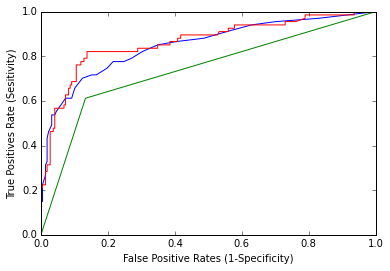 1.0
0.8
0.6
0.4
0.2
0.0
True Positives Rate (Sesitivity)
0.0 0.2 0.4 0.6 0.8 1.0
False Positive Rates (1-Specificity)